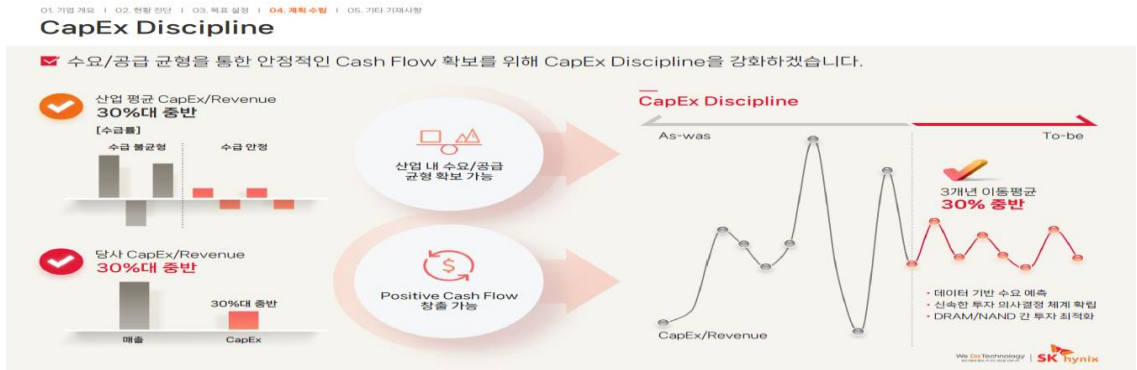 01. 기업 개요 | 02. 현황 진단 | 03. 목표 설정 | 04. 계획 수립 | 05. 기타 기재사항
CapEx Discipline
수요/공급 균형을 통한 안정적인 Cash Flow 확보를 위해 CapEx Discipline을 강화하겠습니다.
산업 평균 CapEx/Revenue
30%대 중반
[수급률]
수급 불균형
수급 안정
당사 CapEx/Revenue
30%대 중반
30%대 중반
매출
CapEx
산업 내 수요/공급
균형 확보 가능
$
Positive Cash Flow
창출 가능
CapEx Discipline
As-was
To-be
3개년 이동평균
30% 중반
CapEx/Revenue
• 데이터 기반 수요 예측
• 신속한 투자 의사결정 체계 확립
• DRAM/NAND 간 투자 최적화
We Do Technology
SK hynix